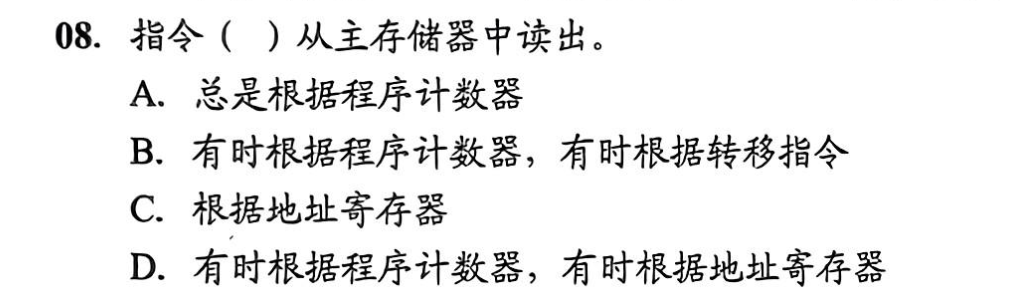 08. 指令（ ）从主存储器中读出。
A. 总是根据程序计数器
B. 有时根据程序计数器，有时根据转移指令
C. 根据地址寄存器
D. 有时根据程序计数器，有时根据地址寄存器